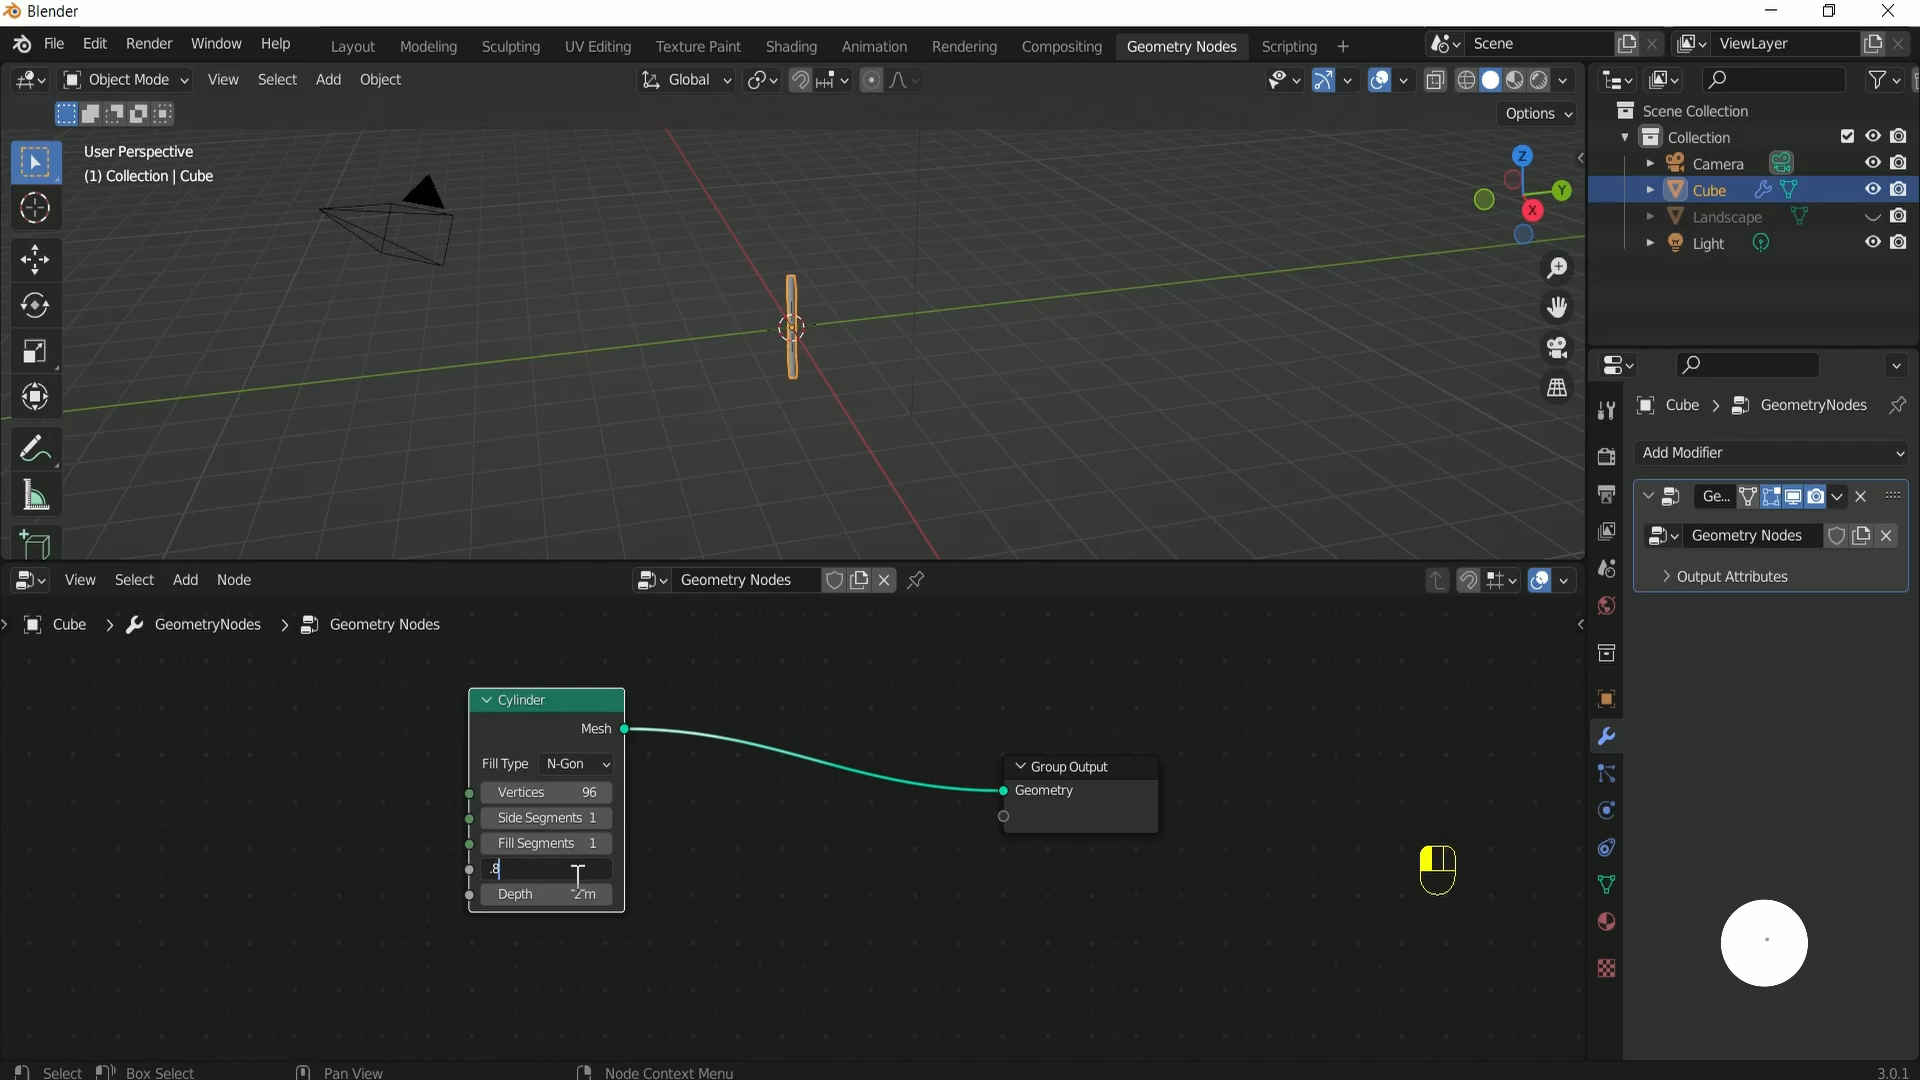 Blender
File Edit Render Window Help
Layout Modeling Sculpting UV Editing Texture Paint Shading Animation Rendering Compositing Geometry Nodes Scripting +
Scene
ViewLayer
Object Mode View Select Add Object
Global
Options
User Perspective
(1) Collection | Cube
Z
Y
X
Scene Collection
Collection
Camera
Cube
Landscape
Light
Cube > GeometryNodes
Add Modifier
Ge...
Geometry Nodes
Output Attributes
View Select Add Node
Geometry Nodes
Cube > GeometryNodes > Geometry Nodes
Cylinder
Mesh
Fill Type N-Gon
Vertices 96
Side Segments 1
Fill Segments 1
.8
Depth 2 m
Group Output
Geometry
Select Box Select Pan View Node Context Menu
3.0.1